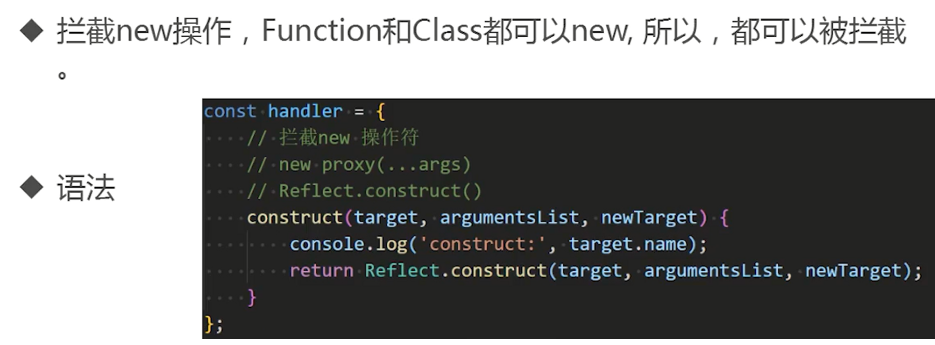 ◆ 拦截new操作，Function和Class都可以new, 所以，都可以被拦截
。
◆ 语法
const handler = {
    // 拦截new 操作符
    // new proxy(...args)
    // Reflect.construct()
    construct(target, argumentsList, newTarget) {
        console.log('construct:', target.name);
        return Reflect.construct(target, argumentsList, newTarget);
    }
};